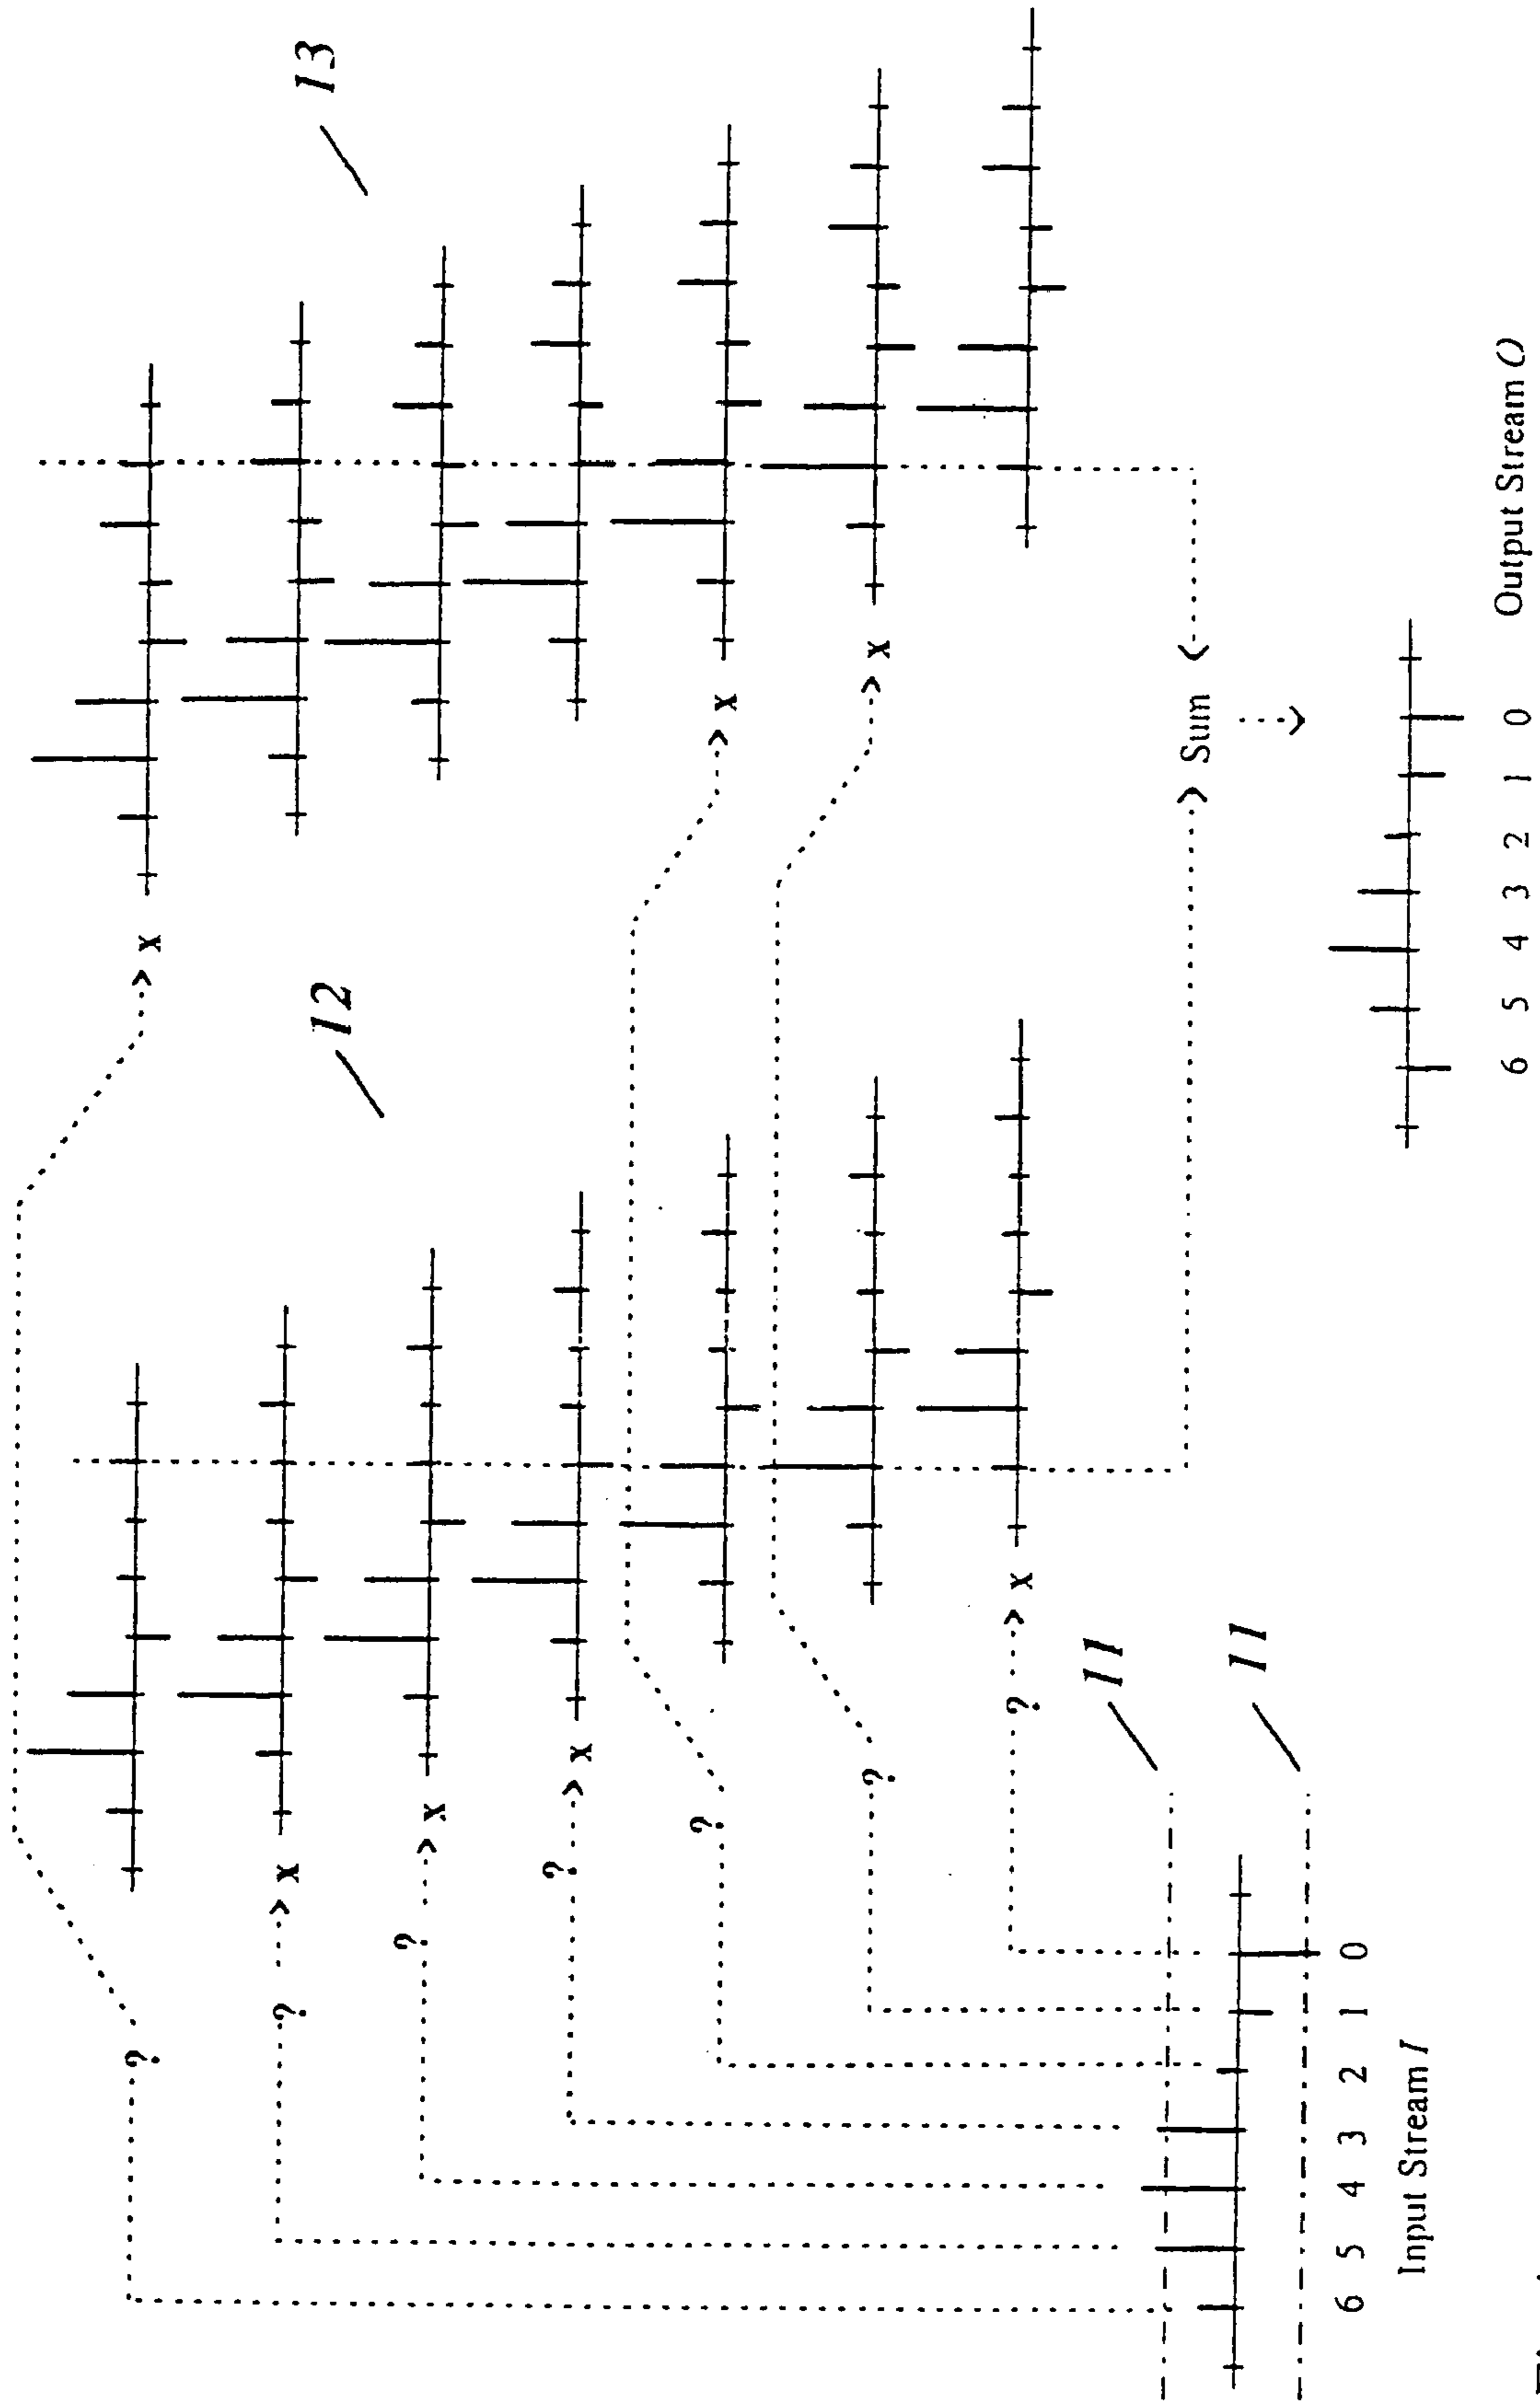 ? > x
? > x
12
13
? > x
? > x
? > x
? > x
? > x
11
> Sum <
11
6 5 4 3 2 1 0
Input Stream I
6 5 4 3 2 1 0 Output Stream O